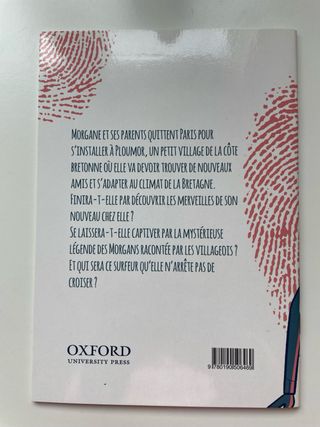 Morgane et ses parents quittent Paris pour
s'installer à Ploumor, un petit village de la côte
bretonne où elle va devoir trouver de nouveaux
amis et s'adapter au climat de la Bretagne.
Finira-t-elle par découvrir les merveilles de son
nouveau chez elle ?
Se laissera-t-elle captiver par la mystérieuse
légende des Morgans racontée par les villageois ?
Et qui sera ce surfeur qu'elle n'arrête pas de
croiser ?
OXFORD
UNIVERSITY PRESS
9780190506469